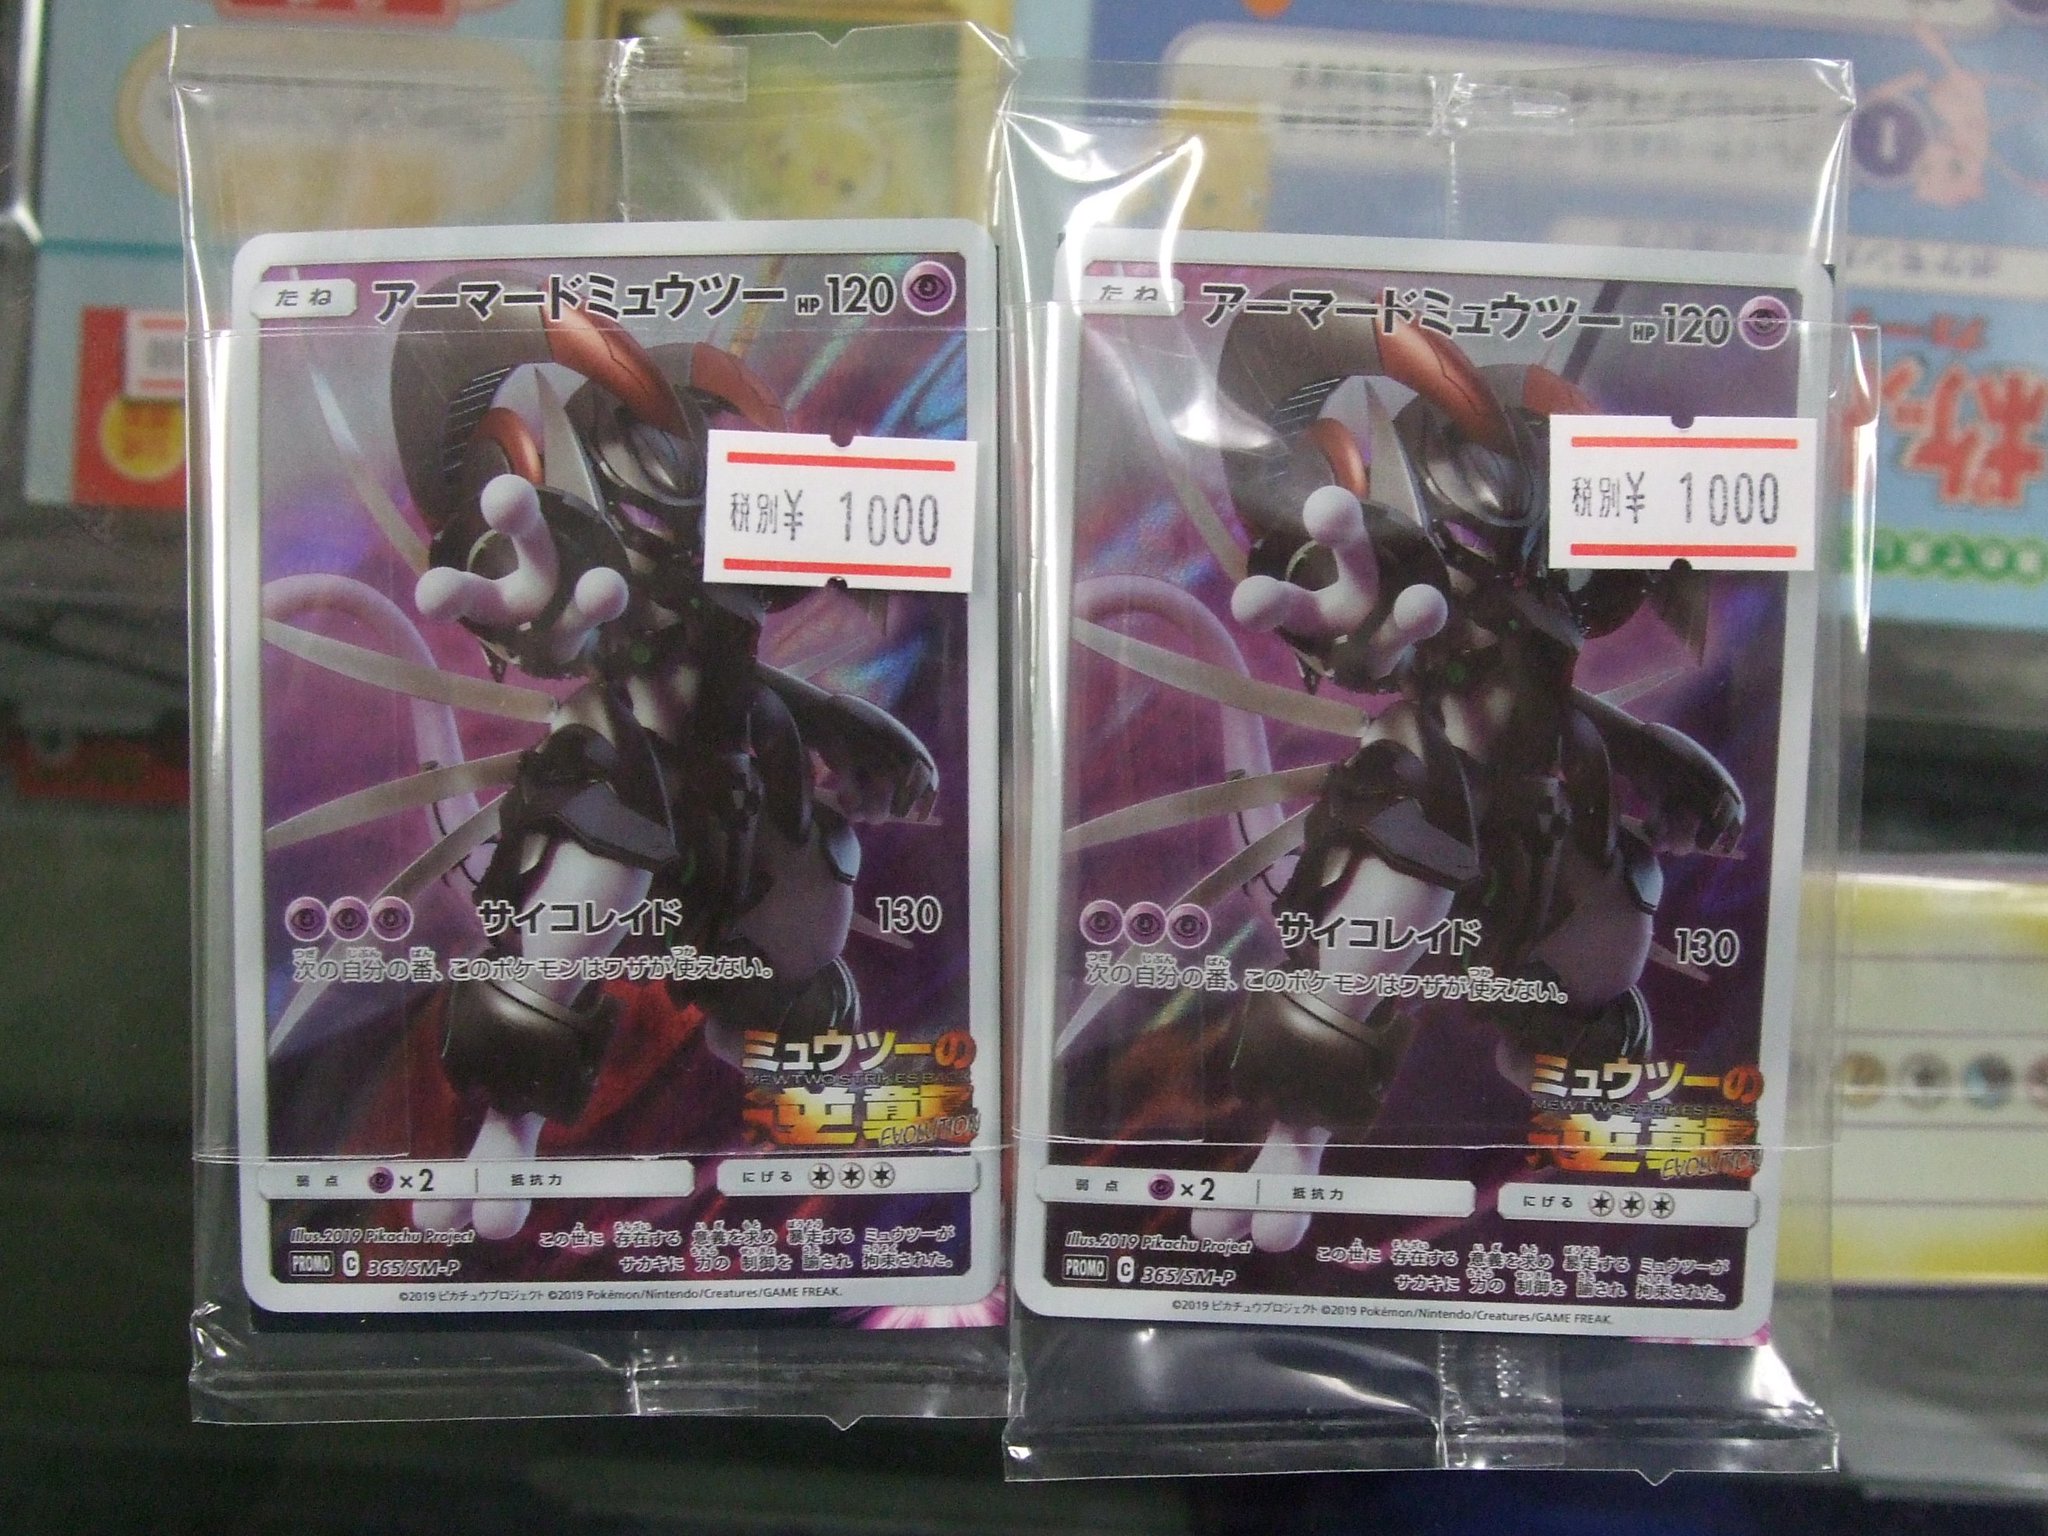 たね アーマードミュウツー HP 120
税別¥ 1000
サイコレイド 130
次の自分の番、このポケモンはワザが使えない。
ミュウツーの
MEWTWO STRIKES BACK
逆襲
EVOLUTION
弱点 ×2 抵抗力 にげる
Illus. 2019 Pikachu Project
PROMO C 365/SM-P
この世に 存在する 意義を求め 暴走する ミュウツーが
サカキに 力の 制御を 諭され 拘束された。
©2019 ピカチュウプロジェクト ©2019 Pokémon/Nintendo/Creatures/GAME FREAK.
たね アーマードミュウツー HP 120
税別¥ 1000
サイコレイド 130
次の自分の番、このポケモンはワザが使えない。
ミュウツーの
MEWTWO STRIKES BACK
逆襲
EVOLUTION
弱点 ×2 抵抗力 にげる
Illus. 2019 Pikachu Project
PROMO C 365/SM-P
この世に 存在する 意義を求め 暴走する ミュウツーが
サカキに 力の 制御を 諭され 拘束された。
©2019 ピカチュウプロジェクト ©2019 Pokémon/Nintendo/Creatures/GAME FREAK.